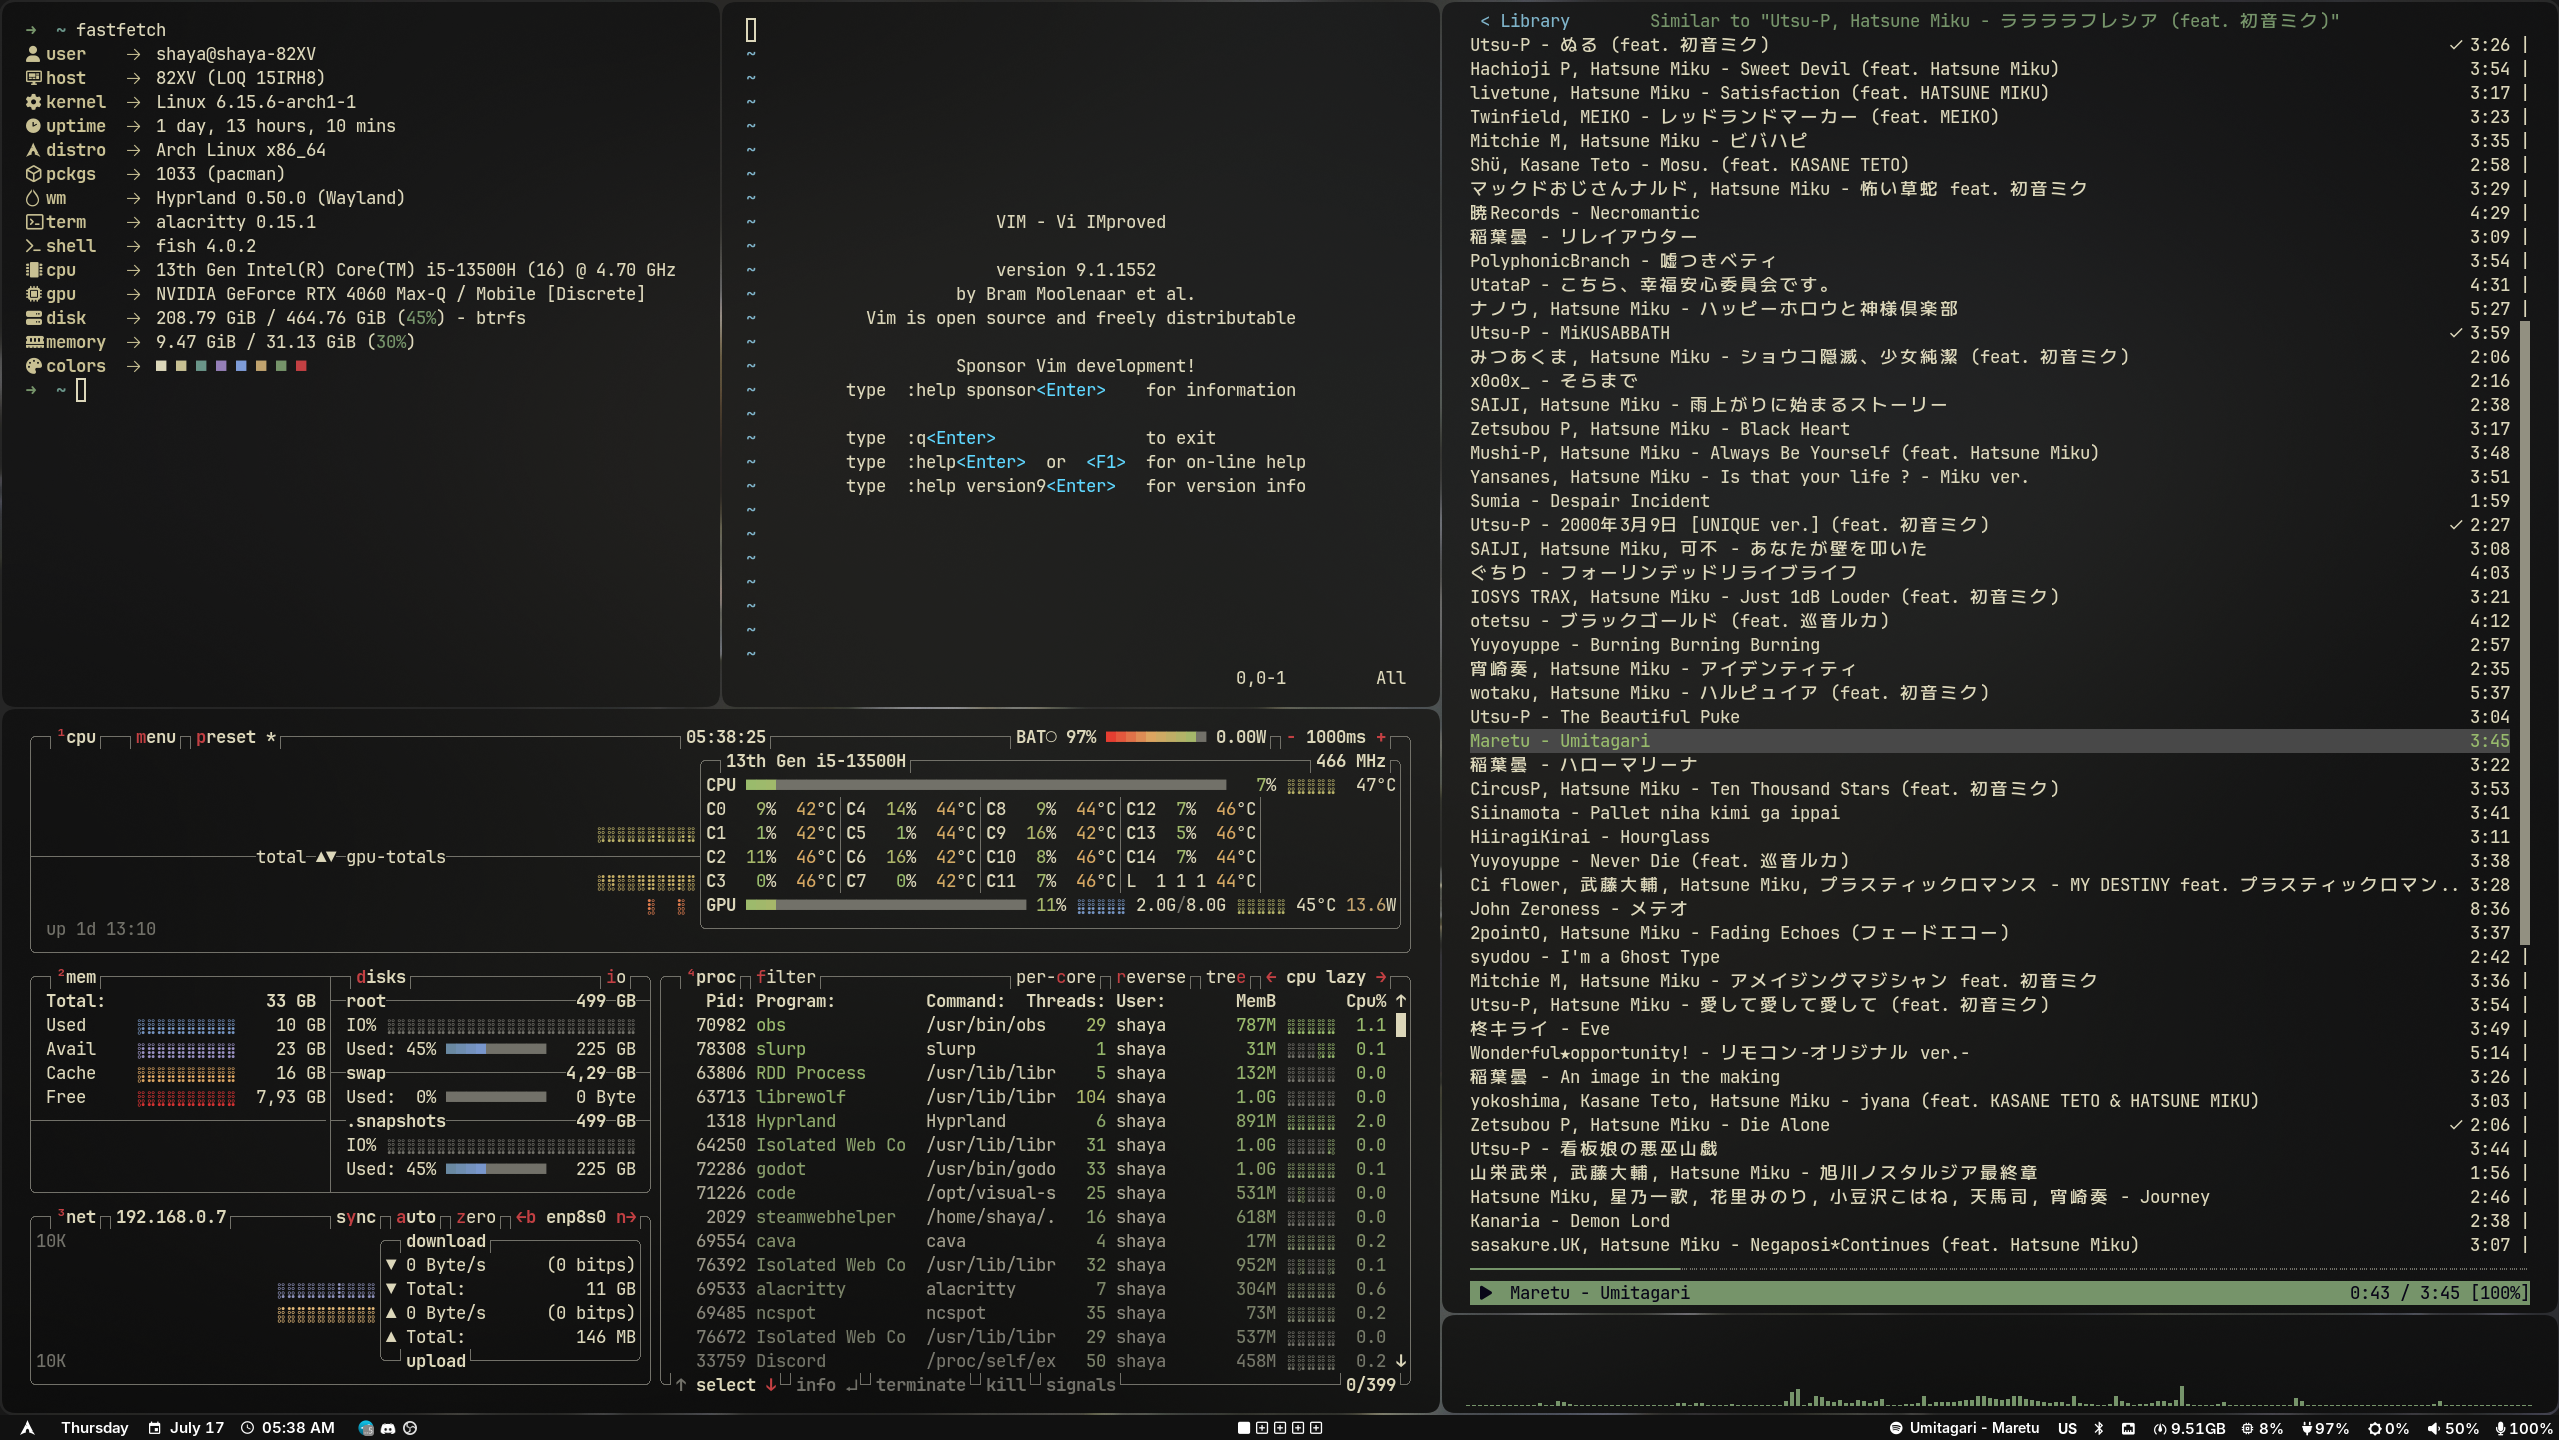 ➜ ~ fastfetch
user → shaya@shaya-82XV
host → 82XV (LOQ 15IRH8)
kernel → Linux 6.15.6-arch1-1
uptime → 1 day, 13 hours, 10 mins
distro → Arch Linux x86_64
pckgs → 1033 (pacman)
wm → Hyprland 0.50.0 (Wayland)
term → alacritty 0.15.1
shell → fish 4.0.2
cpu → 13th Gen Intel(R) Core(TM) i5-13500H (16) @ 4.70 GHz
gpu → NVIDIA GeForce RTX 4060 Max-Q / Mobile [Discrete]
disk → 208.79 GiB / 464.76 GiB (45%) - btrfs
memory → 9.47 GiB / 31.13 GiB (30%)
colors →
➜ ~
VIM - Vi IMproved
version 9.1.1552
by Bram Moolenaar et al.
Vim is open source and freely distributable
Sponsor Vim development!
type :help sponsor<Enter> for information
type :q<Enter> to exit
type :help<Enter> or <F1> for on-line help
type :help version9<Enter> for version info
0,0-1 All
¹cpu menu preset * 05:38:25 BAT○ 97% 0.00W - 1000ms +
13th Gen i5-13500H 466 MHz
CPU 7% 47°C
C0 9% 42°C C4 14% 44°C C8 9% 44°C C12 7% 46°C
C1 1% 42°C C5 1% 44°C C9 16% 42°C C13 5% 46°C
total ▲▼ gpu-totals
C2 11% 46°C C6 16% 42°C C10 8% 46°C C14 7% 44°C
C3 0% 46°C C7 0% 42°C C11 7% 46°C L 1 1 1 44°C
GPU 11% 2.0G/8.0G 45°C 13.6W
up 1d 13:10
²mem disks io
Total: 33 GB root 499 GB
Used 10 GB IO%
Avail 23 GB Used: 45% 225 GB
Cache 16 GB swap 4,29 GB
Free 7,93 GB Used: 0% 0 Byte
.snapshots 499 GB
IO%
Used: 45% 225 GB
³net 192.168.0.7 sync auto zero ←b enp8s0 n→
10K download
▼ 0 Byte/s (0 bitps)
▼ Total: 11 GB
▲ 0 Byte/s (0 bitps)
▲ Total: 146 MB
10K upload
⁴proc filter per-core reverse tree ← cpu lazy →
Pid: Program: Command: Threads: User: MemB Cpu% ↑
70982 obs /usr/bin/obs 29 shaya 787M 1.1
78308 slurp slurp 1 shaya 31M 0.1
63806 RDD Process /usr/lib/libr 5 shaya 132M 0.0
63713 librewolf /usr/lib/libr 104 shaya 1.0G 0.0
1318 Hyprland Hyprland 6 shaya 891M 2.0
64250 Isolated Web Co /usr/lib/libr 31 shaya 1.0G 0.0
72286 godot /usr/bin/godo 33 shaya 1.0G 0.1
71226 code /opt/visual-s 25 shaya 531M 0.0
2029 steamwebhelper /home/shaya/. 16 shaya 618M 0.0
69554 cava cava 4 shaya 17M 0.2
76392 Isolated Web Co /usr/lib/libr 32 shaya 952M 0.1
69533 alacritty alacritty 7 shaya 304M 0.6
69485 ncspot ncspot 35 shaya 73M 0.2
76672 Isolated Web Co /usr/lib/libr 29 shaya 537M 0.0
33759 Discord /proc/self/ex 50 shaya 458M 0.2 ↓
↑ select ↓ info ↵ terminate kill signals 0/399
< Library Similar to "Utsu-P, Hatsune Miku - ラララララフレシア (feat. 初音ミク)"
Utsu-P - ぬる (feat. 初音ミク) ✓ 3:26
Hachioji P, Hatsune Miku - Sweet Devil (feat. Hatsune Miku) 3:54
livetune, Hatsune Miku - Satisfaction (feat. HATSUNE MIKU) 3:17
Twinfield, MEIKO - レッドランドマーカー (feat. MEIKO) 3:23
Mitchie M, Hatsune Miku - ビバハピ 3:35
Shü, Kasane Teto - Mosu. (feat. KASANE TETO) 2:58
マックドおじさんナルド, Hatsune Miku - 怖い草蛇 feat. 初音ミク 3:29
暁Records - Necromantic 4:29
稲葉曇 - リレイアウター 3:09
PolyphonicBranch - 嘘つきベティ 3:54
UtataP - こちら、幸福安心委員会です。 4:31
ナノウ, Hatsune Miku - ハッピーホロウと神様倶楽部 5:27
Utsu-P - MiKUSABBATH ✓ 3:59
みつあくま, Hatsune Miku - ショウコ隠滅、少女純潔 (feat. 初音ミク) 2:06
x0o0x_ - そらまで 2:16
SAIJI, Hatsune Miku - 雨上がりに始まるストーリー 2:38
Zetsubou P, Hatsune Miku - Black Heart 3:17
Mushi-P, Hatsune Miku - Always Be Yourself (feat. Hatsune Miku) 3:48
Yansanes, Hatsune Miku - Is that your life ? - Miku ver. 3:51
Sumia - Despair Incident 1:59
Utsu-P - 2000年3月9日 [UNIQUE ver.] (feat. 初音ミク) ✓ 2:27
SAIJI, Hatsune Miku, 可不 - あなたが壁を叩いた 3:08
ぐちり - フォーリンデッドリライブライフ 4:03
IOSYS TRAX, Hatsune Miku - Just 1dB Louder (feat. 初音ミク) 3:21
otetsu - ブラックゴールド (feat. 巡音ルカ) 4:12
Yuyoyuppe - Burning Burning Burning 2:57
宵崎奏, Hatsune Miku - アイデンティティ 2:35
wotaku, Hatsune Miku - ハルピュイア (feat. 初音ミク) 5:37
Utsu-P - The Beautiful Puke 3:04
Maretu - Umitagari 3:45
稲葉曇 - ハローマリーナ 3:22
CircusP, Hatsune Miku - Ten Thousand Stars (feat. 初音ミク) 3:53
Siinamota - Pallet niha kimi ga ippai 3:41
HiiragiKirai - Hourglass 3:11
Yuyoyuppe - Never Die (feat. 巡音ルカ) 3:38
Ci flower, 武藤大輔, Hatsune Miku, プラスティックロマンス - MY DESTINY feat. プラスティックロマン.. 3:28
John Zeroness - メテオ 8:36
2pointO, Hatsune Miku - Fading Echoes (フェードエコー) 3:37
syudou - I'm a Ghost Type 2:42
Mitchie M, Hatsune Miku - アメイジングマジシャン feat. 初音ミク 3:36
Utsu-P, Hatsune Miku - 愛して愛して愛して (feat. 初音ミク) 3:54
柊キライ - Eve 3:49
Wonderful★opportunity! - リモコン-オリジナル ver.- 5:14
稲葉曇 - An image in the making 3:26
yokoshima, Kasane Teto, Hatsune Miku - jyana (feat. KASANE TETO & HATSUNE MIKU) 3:03
Zetsubou P, Hatsune Miku - Die Alone ✓ 2:06
Utsu-P - 看板娘の悪巫山戯 3:44
山栄武栄, 武藤大輔, Hatsune Miku - 旭川ノスタルジア最終章 1:56
Hatsune Miku, 星乃一歌, 花里みのり, 小豆沢こはね, 天馬司, 宵崎奏 - Journey 2:46
Kanaria - Demon Lord 2:38
sasakure.UK, Hatsune Miku - Negaposi*Continues (feat. Hatsune Miku) 3:07
Maretu - Umitagari 0:43 / 3:45 [100%]
Thursday July 17 05:38 AM Umitagari - Maretu US 9.51GB 8% 97% 0% 50% 100%